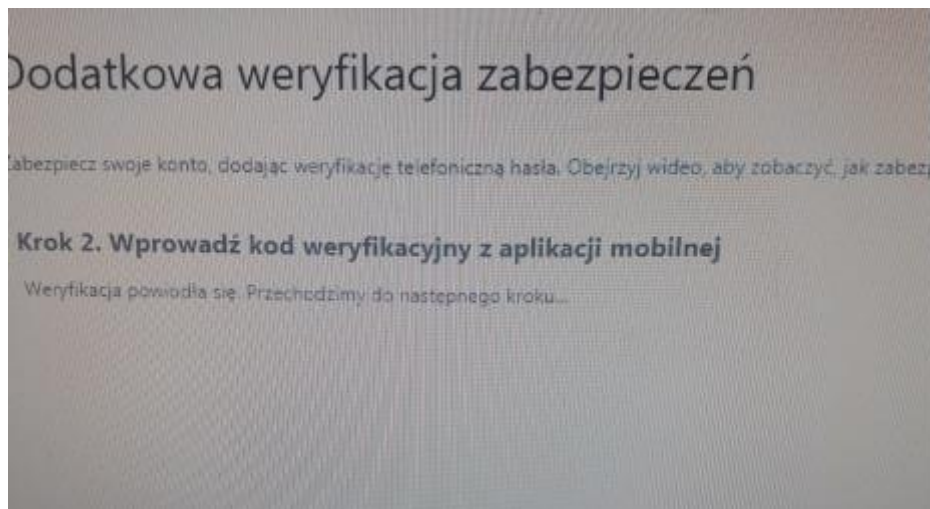 Dodatkowa weryfikacja zabezpieczeń
Zabezpiecz swoje konto, dodając weryfikację telefoniczną hasła. Obejrzyj wideo, aby zobaczyć, jak zabezp
Krok 2. Wprowadź kod weryfikacyjny z aplikacji mobilnej
Weryfikacja powiodła się. Przechodzimy do następnego kroku...